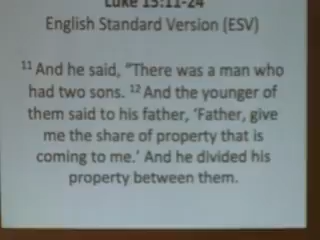 Luke 15:11-24
English Standard Version (ESV)
11 And he said, "There was a man who
had two sons. 12 And the younger of
them said to his father, 'Father, give
me the share of property that is
coming to me.' And he divided his
property between them.